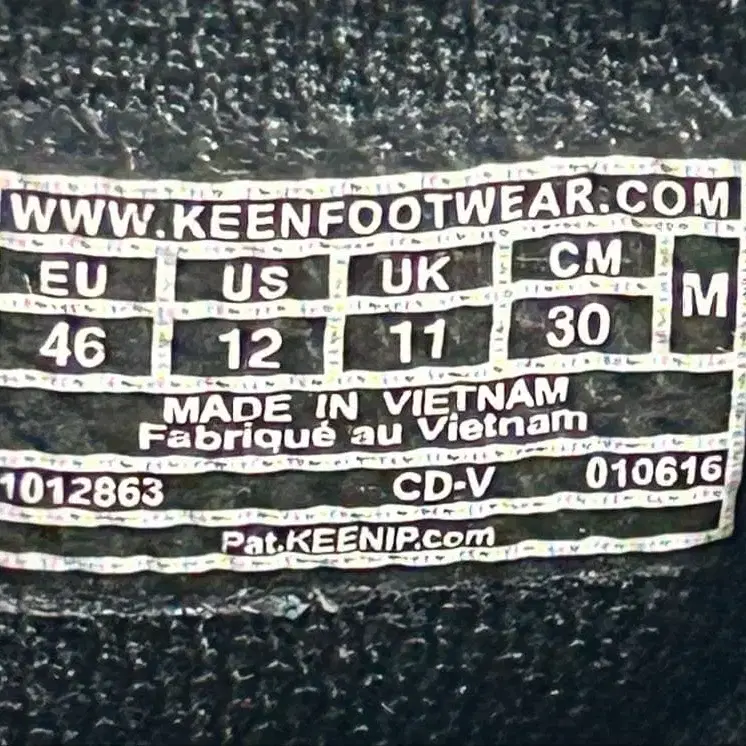 WWW.KEENFOOTWEAR.COM
EU US UK CM M
46 12 11 30
MADE IN VIETNAM
Fabriqué au Vietnam
1012863 CD-V 010616
Pat.KEENIP.com